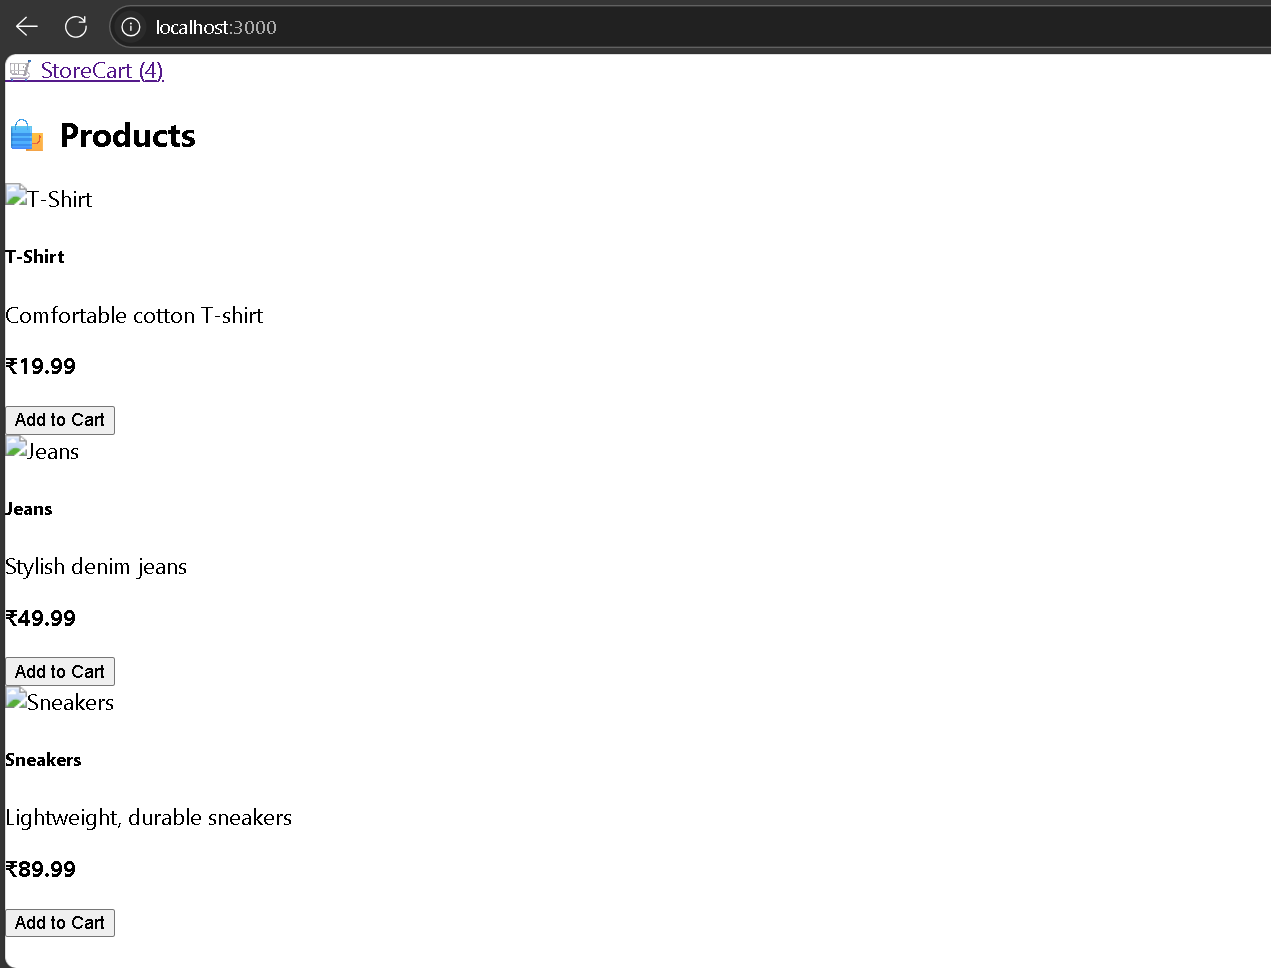 localhost:3000
🛒 StoreCart (4)
🛍️ Products
T-Shirt
T-Shirt
Comfortable cotton T-shirt
₹19.99
Add to Cart
Jeans
Jeans
Stylish denim jeans
₹49.99
Add to Cart
Sneakers
Sneakers
Lightweight, durable sneakers
₹89.99
Add to Cart